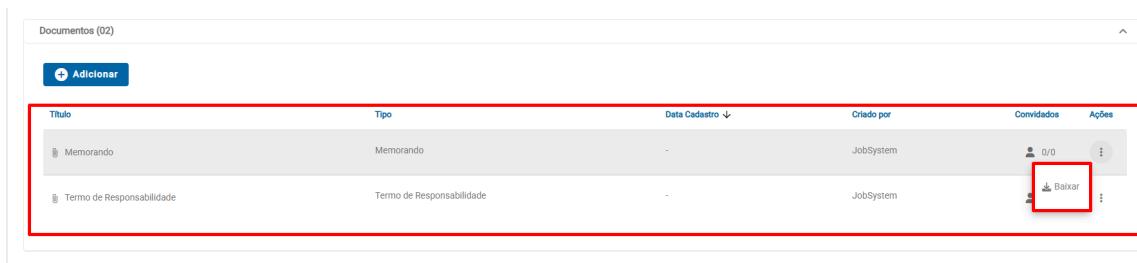 Documentos (02)
Adicionar
Título Tipo Data Cadastro Criado por Convidados Ações
Memorando Memorando - JobSystem 0/0
Baixar
Termo de Responsabilidade Termo de Responsabilidade - JobSystem